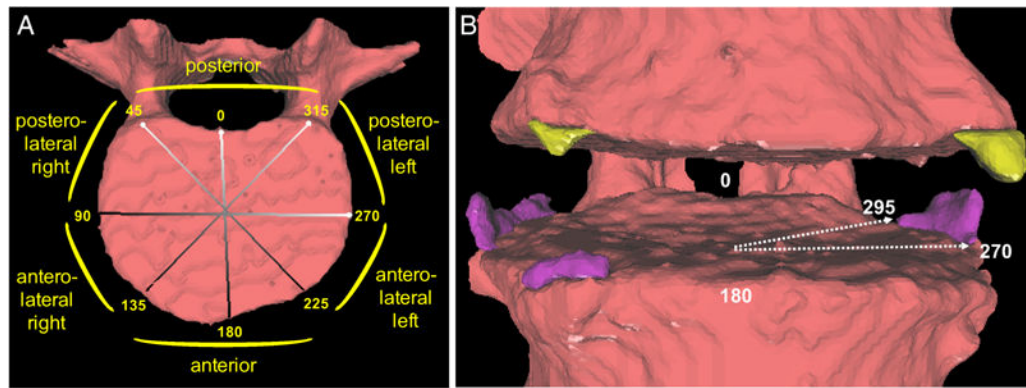 A
posterior
45
0
315
postero-
lateral
right
postero-
lateral
left
90
270
antero-
lateral
right
antero-
lateral
left
135
225
180
anterior
B
0
295
270
180